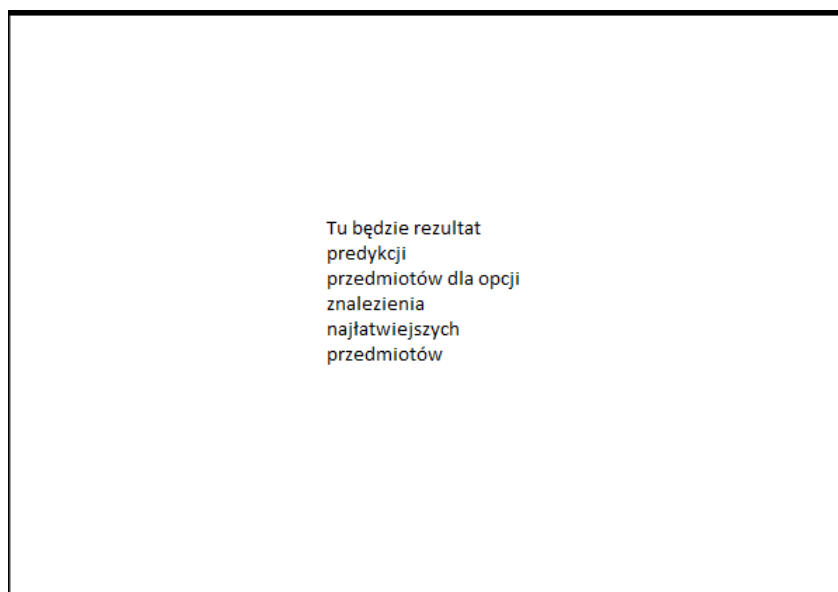 Tu będzie rezultat
predykcji
przedmiotów dla opcji
znalezienia
najłatwiejszych
przedmiotów